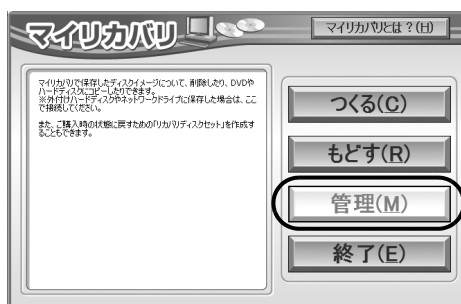 マイリカバリ
マイリカバリとは?(H)
マイリカバリで保存したディスクイメージについて、削除したり、DVDや
ハードディスクにコピーしたりできます。
※外付けハードディスクやネットワークドライブに保存した場合は、ここ
で接続してください。
また、ご購入時の状態に戻すための「リカバリディスクセット」を作成す
ることもできます。
つくる(C)
もどす(R)
管理(M)
終了(E)